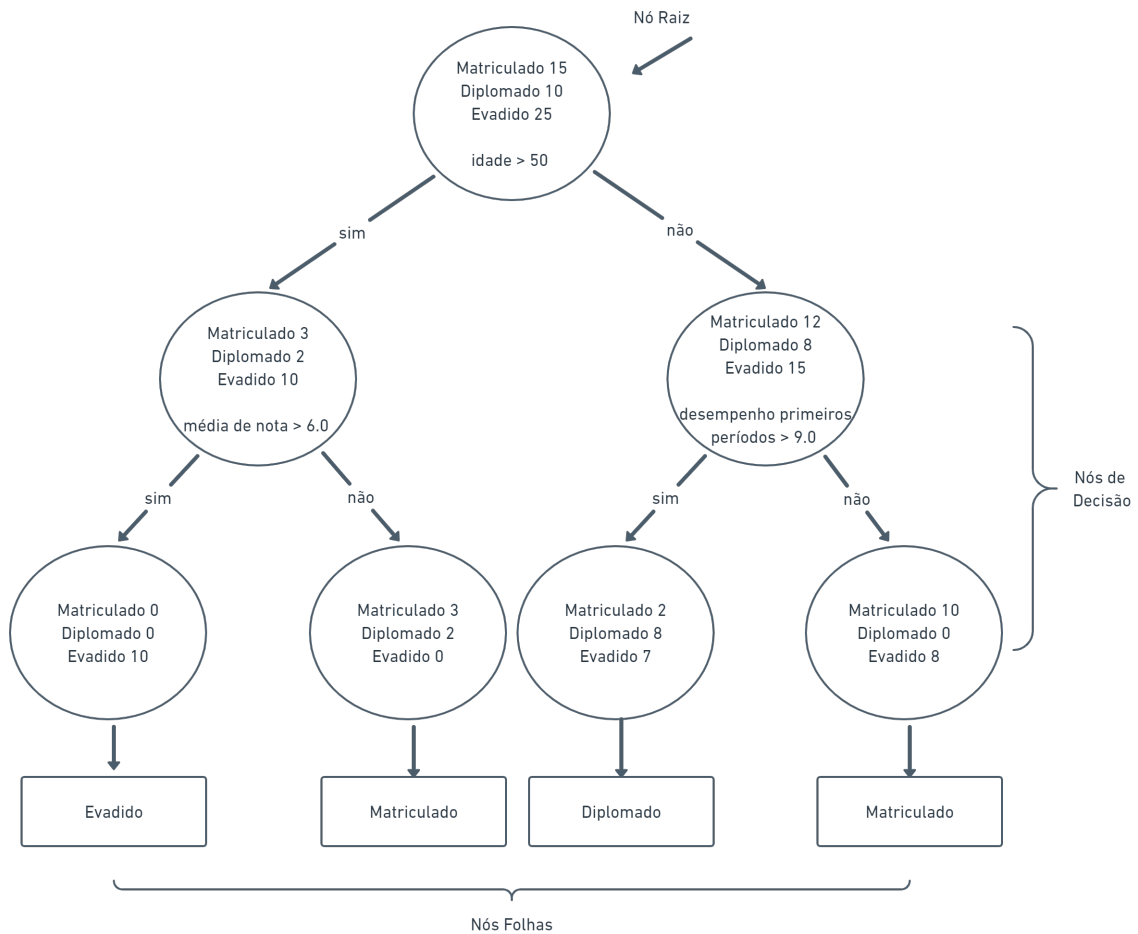 Nó Raiz
Matriculado 15
Diplomado 10
Evadido 25
idade > 50
sim
não
Matriculado 3
Diplomado 2
Evadido 10
média de nota > 6.0
Matriculado 12
Diplomado 8
Evadido 15
desempenho primeiros
períodos > 9.0
Nós de
Decisão
sim
não
sim
não
Matriculado 0
Diplomado 0
Evadido 10
Matriculado 3
Diplomado 2
Evadido 0
Matriculado 2
Diplomado 8
Evadido 7
Matriculado 10
Diplomado 0
Evadido 8
Evadido
Matriculado
Diplomado
Matriculado
Nós Folhas